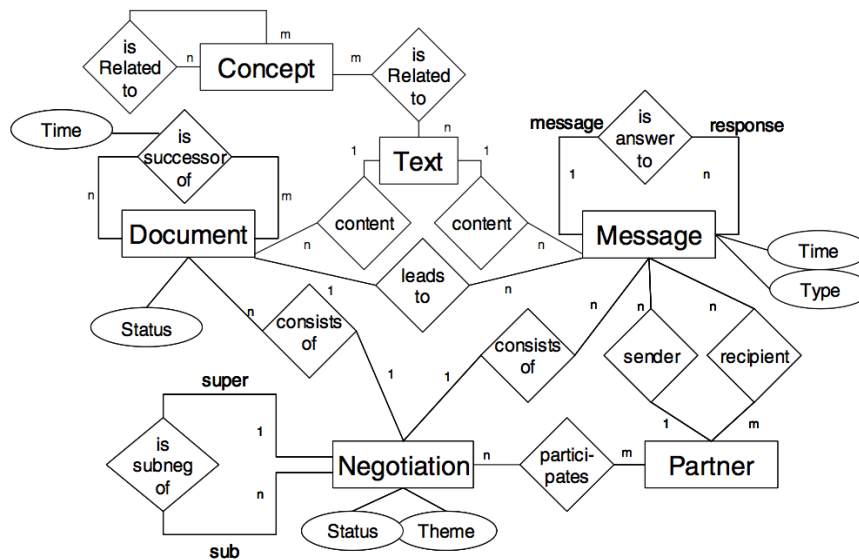 is
Related
to
n
m
Concept
m
is
Related
to
n
Time
is
successor
of
n
m
1
Text
1
message
is
answer
to
response
1
n
content
content
Document
n
n
Message
Time
Type
leads
to
1
n
Status
n
consists
of
1
n
consists
of
1
n
sender
n
recipient
1
m
super
is
subneg
of
1
n
sub
Negotiation
n
partici-
pates
m
Partner
Status
Theme